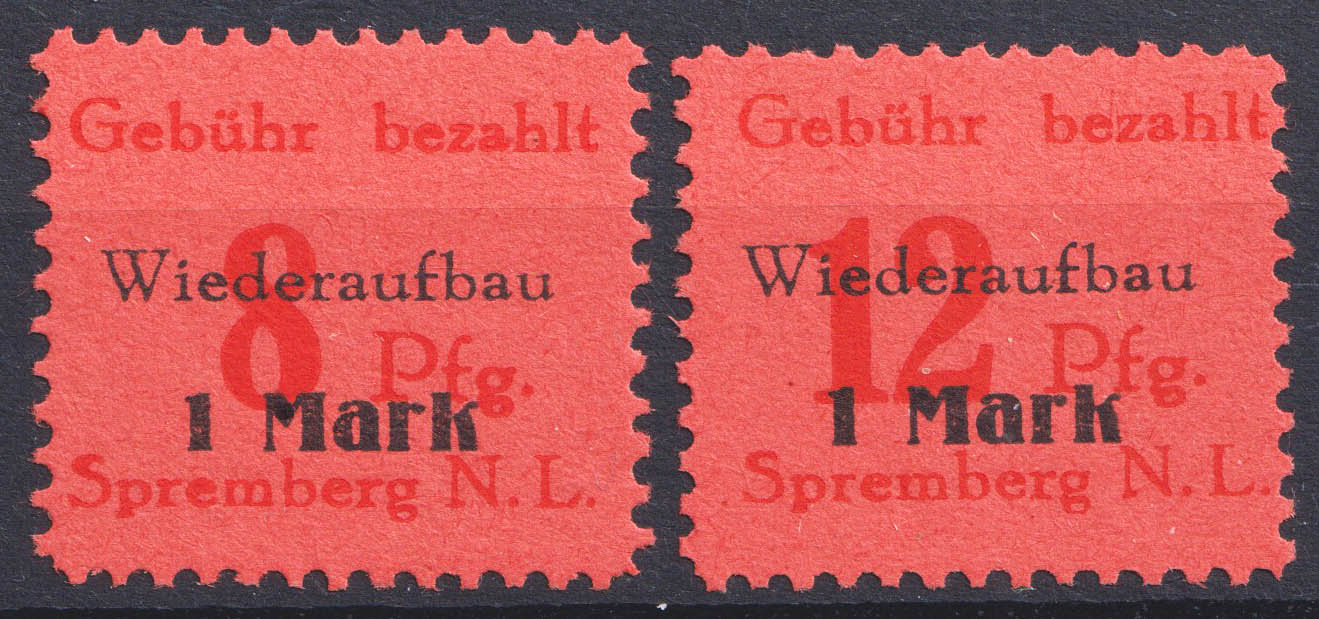 Gebühr bezahlt
Wiederaufbau
8 Pfg.
1 Mark
Spremberg N.L.
Gebühr bezahlt
Wiederaufbau
12 Pfg.
1 Mark
Spremberg N.L.